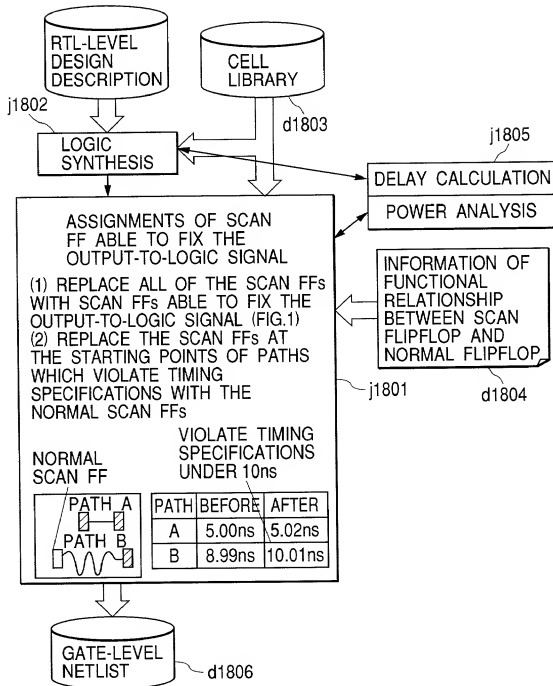 RTL-LEVEL
DESIGN
DESCRIPTION
CELL
LIBRARY
j1802
d1803
LOGIC
SYNTHESIS
j1805
DELAY CALCULATION
POWER ANALYSIS
ASSIGNMENTS OF SCAN
FF ABLE TO FIX THE
OUTPUT-TO-LOGIC SIGNAL
(1) REPLACE ALL OF THE SCAN FFs
WITH SCAN FFs ABLE TO FIX THE
OUTPUT-TO-LOGIC SIGNAL (FIG.1)
(2) REPLACE THE SCAN FFs AT
THE STARTING POINTS OF PATHS
WHICH VIOLATE TIMING
SPECIFICATIONS WITH THE
NORMAL SCAN FFs
INFORMATION OF
FUNCTIONAL
RELATIONSHIP
BETWEEN SCAN
FLIPFLOP AND
NORMAL FLIPFLOP
j1801
d1804
VIOLATE TIMING
SPECIFICATIONS
UNDER 10ns
NORMAL
SCAN FF
PATH A
PATH B
PATH BEFORE AFTER
A 5.00ns 5.02ns
B 8.99ns 10.01ns
GATE-LEVEL
NETLIST
d1806